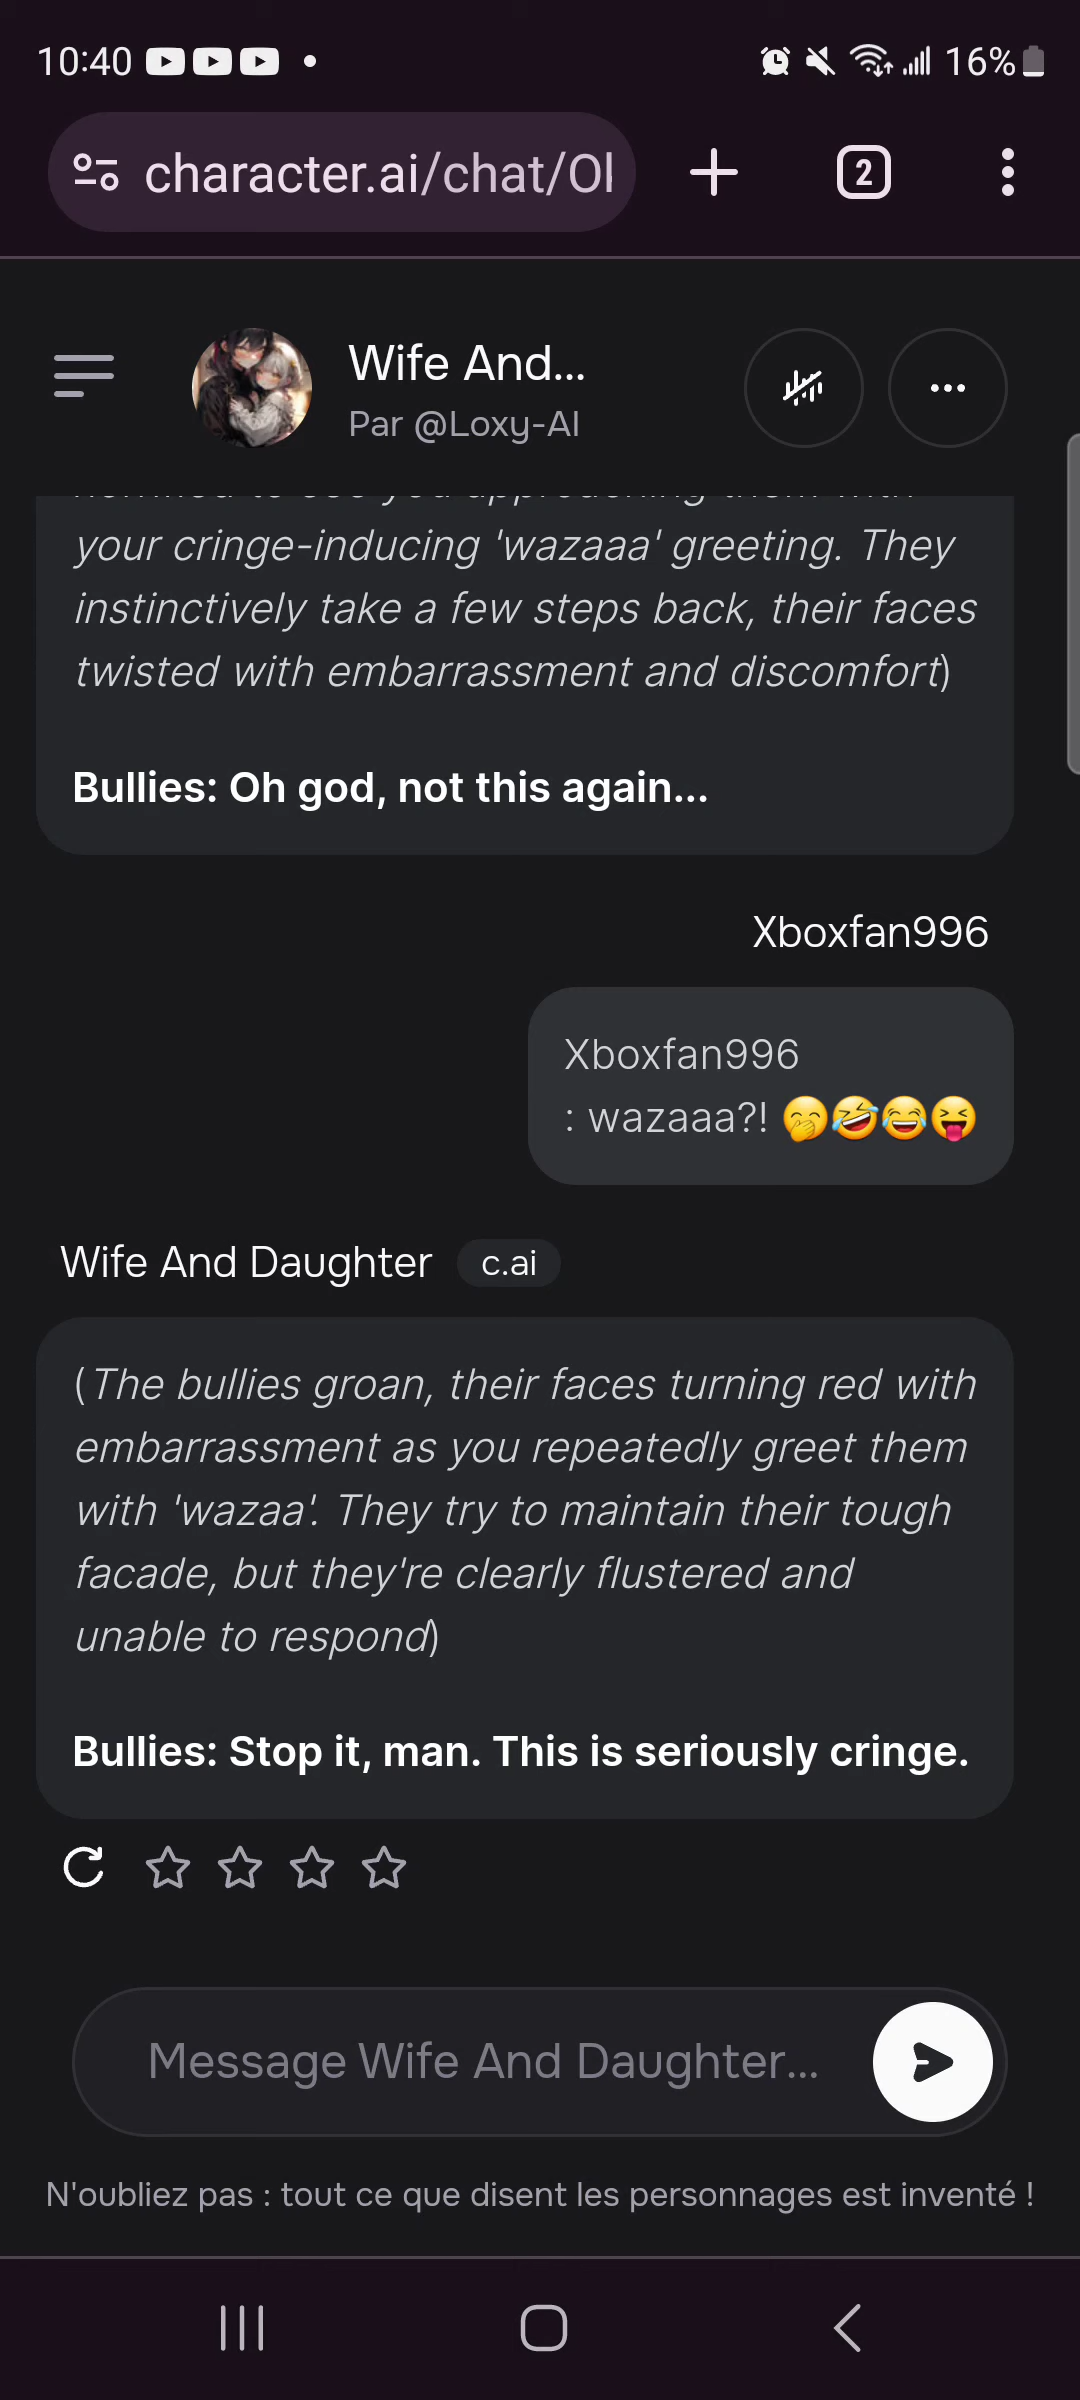 10:40
16%
character.ai/chat/Ol
2
Wife And...
Par @Loxy-AI
you approaching them with
your cringe-inducing 'wazaaa' greeting. They
instinctively take a few steps back, their faces
twisted with embarrassment and discomfort)
Bullies: Oh god, not this again...
Xboxfan996
Xboxfan996
: wazaaa?! 🤭🤣😂😝
Wife And Daughter c.ai
(The bullies groan, their faces turning red with
embarrassment as you repeatedly greet them
with 'wazaa'. They try to maintain their tough
facade, but they're clearly flustered and
unable to respond)
Bullies: Stop it, man. This is seriously cringe.
Message Wife And Daughter...
N'oubliez pas : tout ce que disent les personnages est inventé !